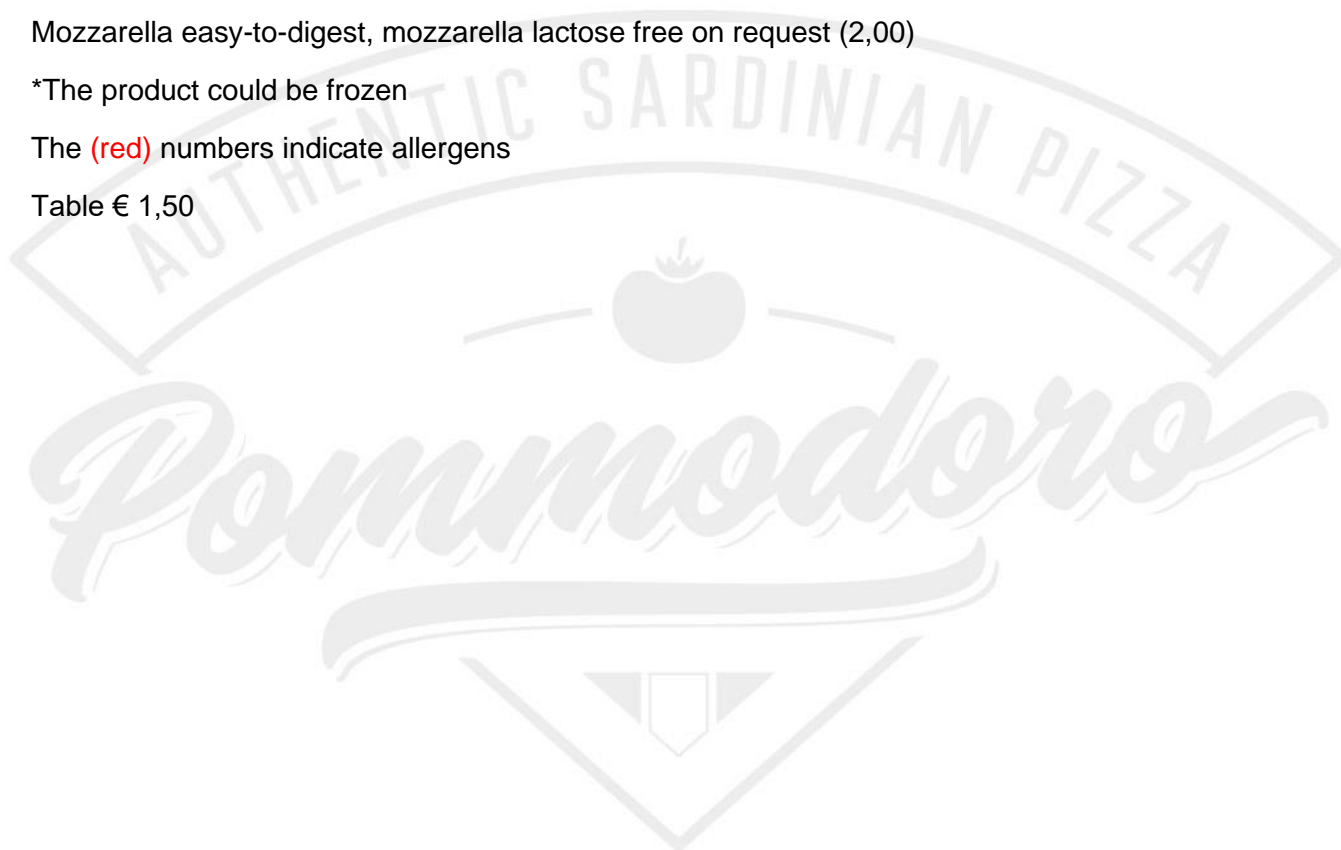 Mozzarella easy-to-digest, mozzarella lactose free on request (2,00)
*The product could be frozen
The (red) numbers indicate allergens
Table € 1,50
AUTHENTIC SARDINIAN PIZZA
Pommodoro